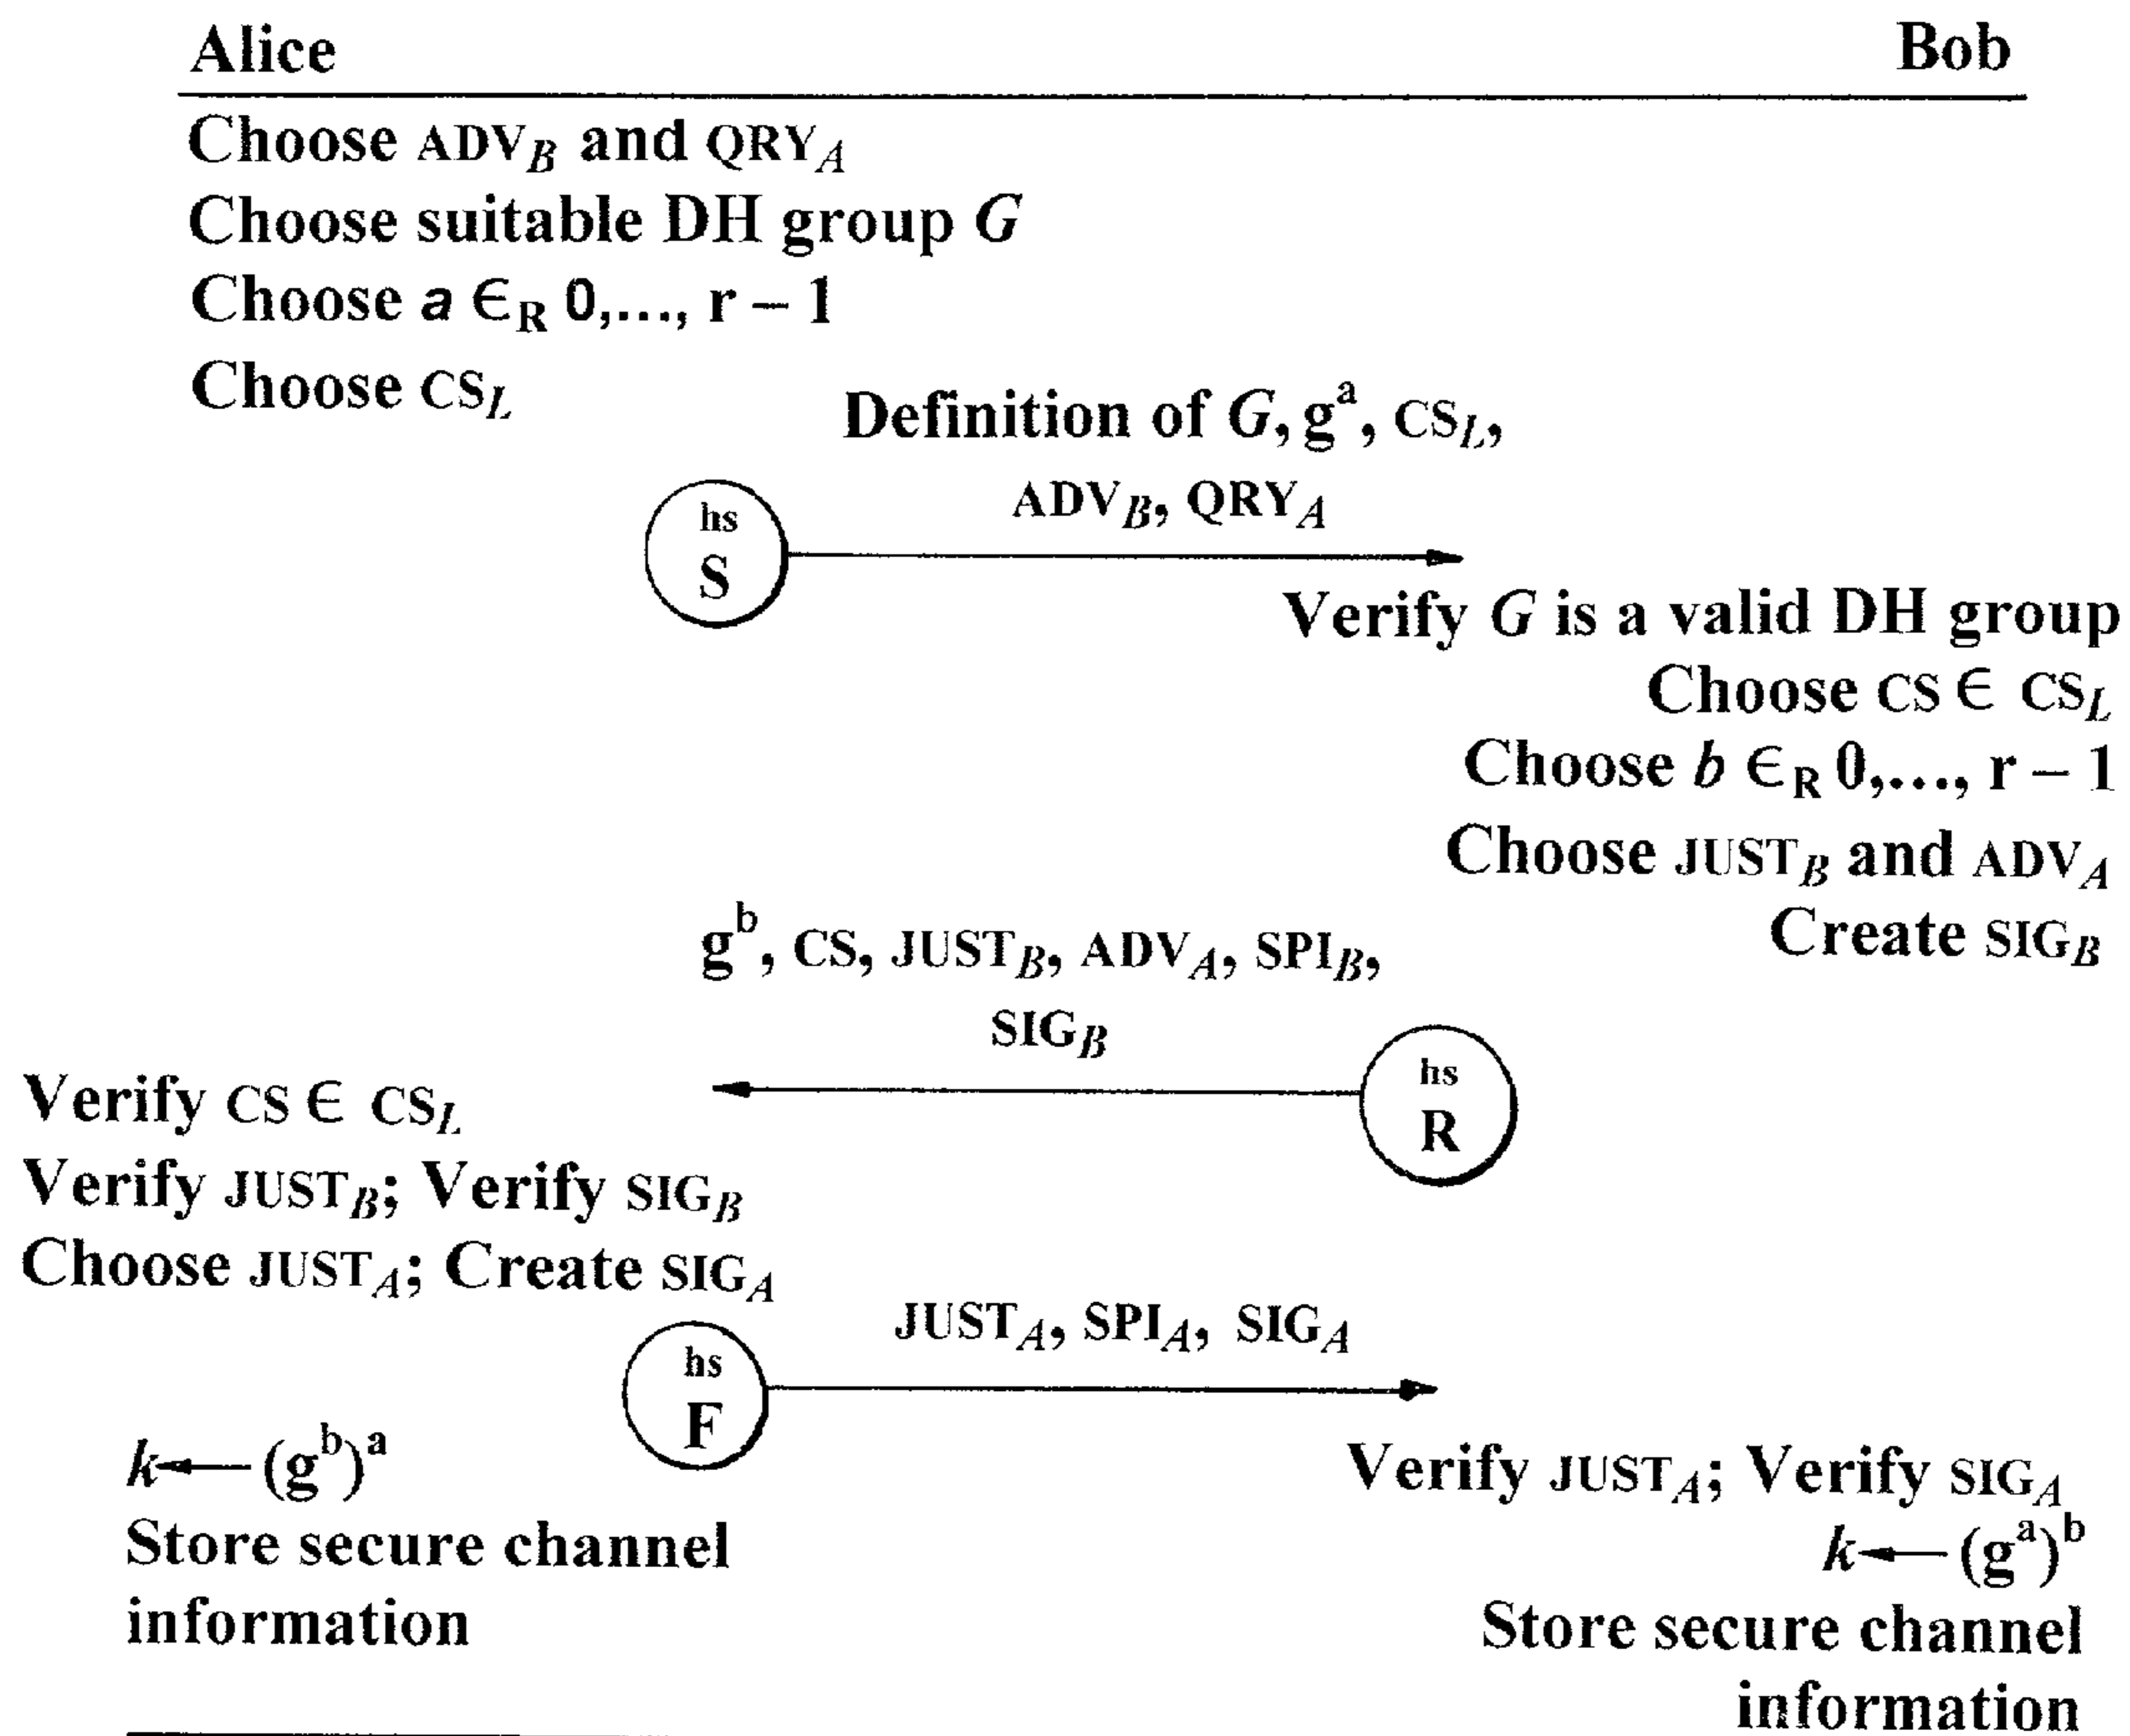 Alice Bob
Choose ADV_B and QRY_A
Choose suitable DH group G
Choose a ∈_R 0,..., r – 1
Choose CS_L
Definition of G, g^a, CS_L,
ADV_B, QRY_A
hs
S
Verify G is a valid DH group
Choose CS ∈ CS_L
Choose b ∈_R 0,..., r – 1
Choose JUST_B and ADV_A
Create SIG_B
g^b, CS, JUST_B, ADV_A, SPI_B,
SIG_B
hs
R
Verify CS ∈ CS_L
Verify JUST_B; Verify SIG_B
Choose JUST_A; Create SIG_A
JUST_A, SPI_A, SIG_A
hs
F
k ← (g^b)^a
Store secure channel
information
Verify JUST_A; Verify SIG_A
k ← (g^a)^b
Store secure channel
information